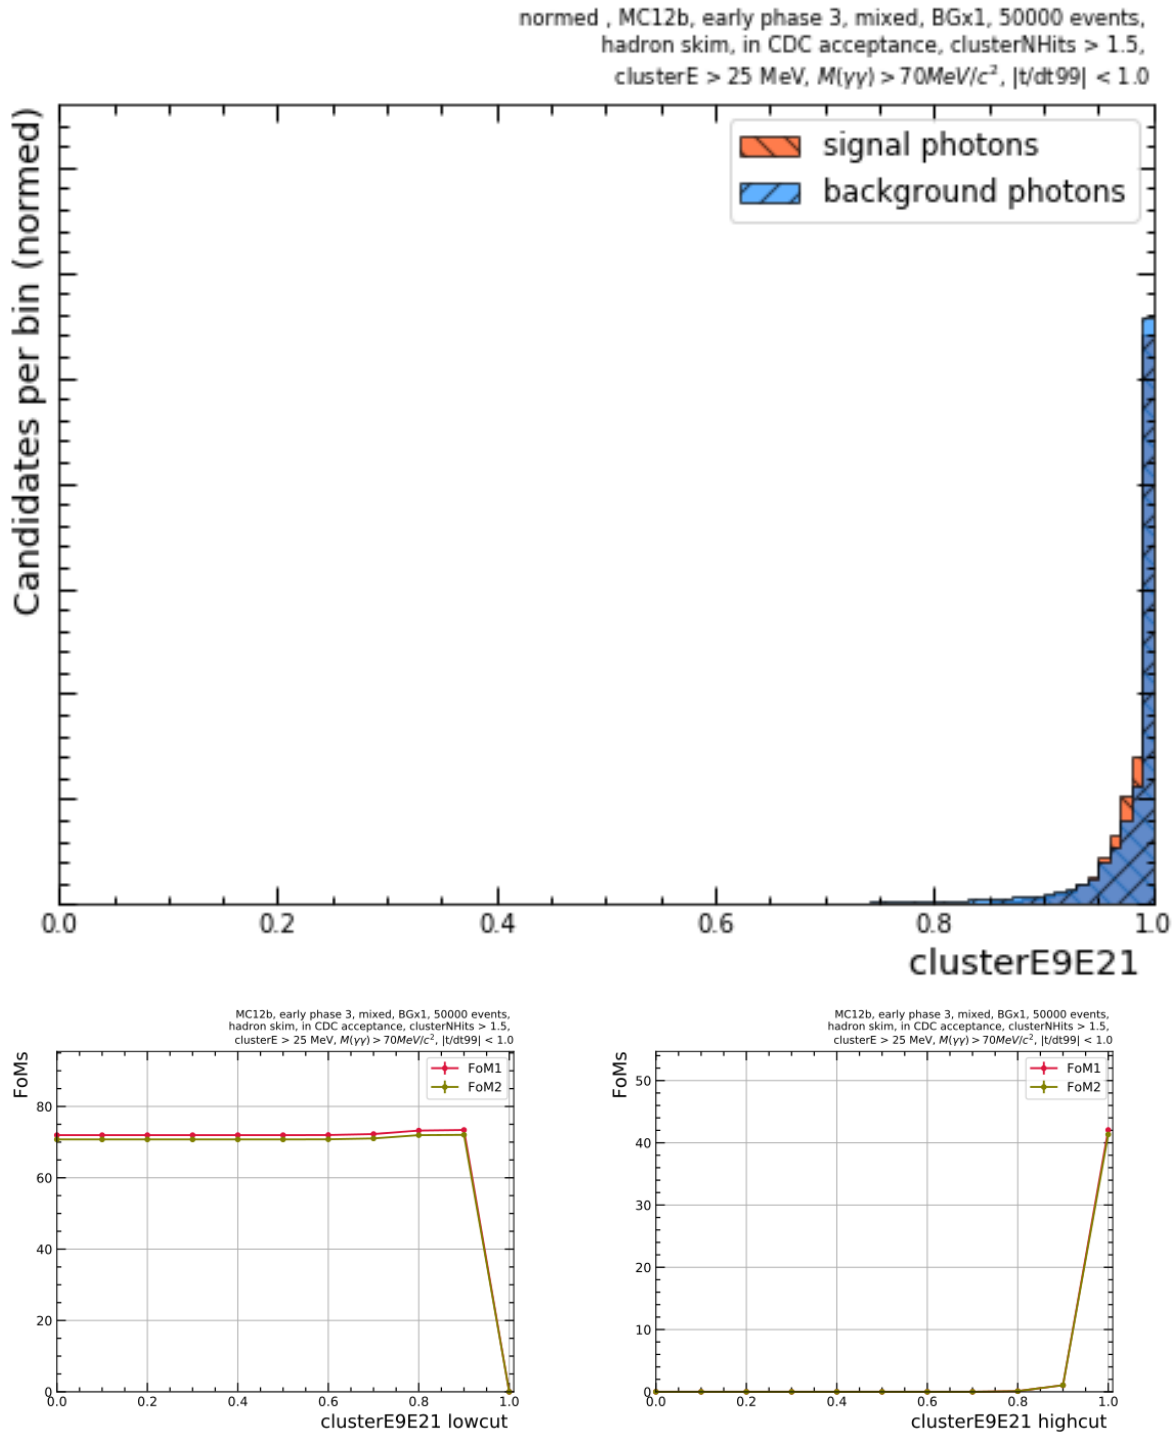 normed , MC12b, early phase 3, mixed, BGx1, 50000 events,
hadron skim, in CDC acceptance, clusterNHits > 1.5,
clusterE > 25 MeV, M(γγ) > 70MeV/c², |t/dt99| < 1.0
signal photons
background photons
Candidates per bin (normed)
0.0 0.2 0.4 0.6 0.8 1.0
clusterE9E21
MC12b, early phase 3, mixed, BGx1, 50000 events,
hadron skim, in CDC acceptance, clusterNHits > 1.5,
clusterE > 25 MeV, M(γγ) > 70MeV/c², |t/dt99| < 1.0
FoMs
FoM1
FoM2
80
60
40
20
0
0.0 0.2 0.4 0.6 0.8 1.0
clusterE9E21 lowcut
MC12b, early phase 3, mixed, BGx1, 50000 events,
hadron skim, in CDC acceptance, clusterNHits > 1.5,
clusterE > 25 MeV, M(γγ) > 70MeV/c², |t/dt99| < 1.0
FoMs
FoM1
FoM2
50
40
30
20
10
0
0.0 0.2 0.4 0.6 0.8 1.0
clusterE9E21 highcut